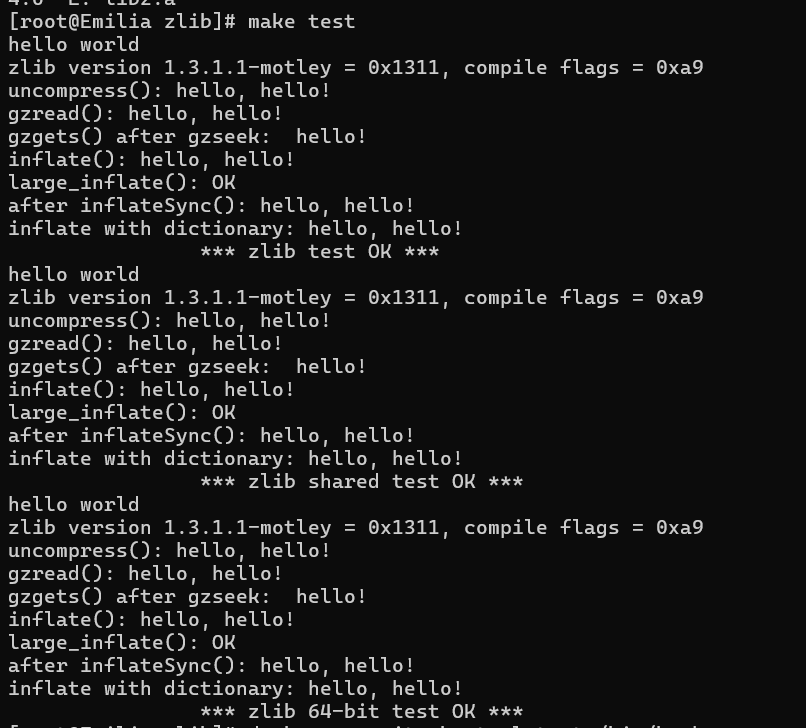 [root@Emilia zlib]# make test
hello world
zlib version 1.3.1.1-motley = 0x1311, compile flags = 0xa9
uncompress(): hello, hello!
gzread(): hello, hello!
gzgets() after gzseek:  hello!
inflate(): hello, hello!
large_inflate(): OK
after inflateSync(): hello, hello!
inflate with dictionary: hello, hello!
*** zlib test OK ***
hello world
zlib version 1.3.1.1-motley = 0x1311, compile flags = 0xa9
uncompress(): hello, hello!
gzread(): hello, hello!
gzgets() after gzseek:  hello!
inflate(): hello, hello!
large_inflate(): OK
after inflateSync(): hello, hello!
inflate with dictionary: hello, hello!
*** zlib shared test OK ***
hello world
zlib version 1.3.1.1-motley = 0x1311, compile flags = 0xa9
uncompress(): hello, hello!
gzread(): hello, hello!
gzgets() after gzseek:  hello!
inflate(): hello, hello!
large_inflate(): OK
after inflateSync(): hello, hello!
inflate with dictionary: hello, hello!
*** zlib 64-bit test OK ***